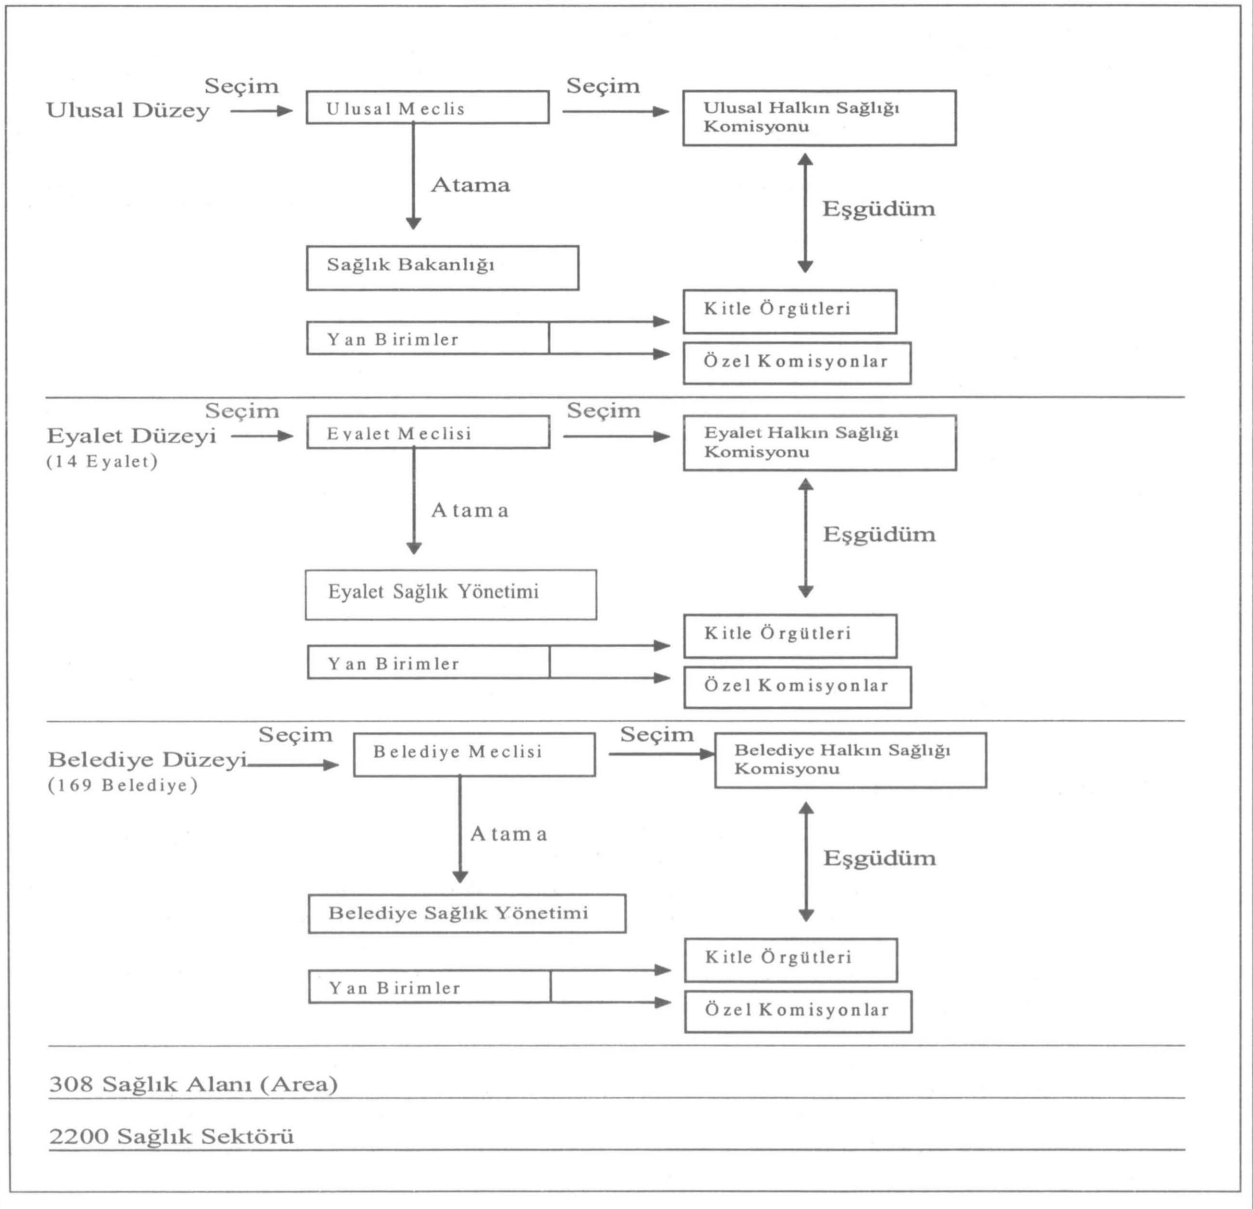 Seçim
Seçim
Ulusal Düzey
Ulusal Meclis
Ulusal Halkın Sağlığı
Komisyonu
Atama
Eşgüdüm
Sağlık Bakanlığı
Kitle Örgütleri
Yan Birimler
Özel Komisyonlar
Seçim
Seçim
Eyalet Düzeyi
Eyalet Meclisi
Eyalet Halkın Sağlığı
Komisyonu
(14 Eyalet)
Atama
Eşgüdüm
Eyalet Sağlık Yönetimi
Kitle Örgütleri
Yan Birimler
Özel Komisyonlar
Seçim
Seçim
Belediye Düzeyi
Belediye Meclisi
Belediye Halkın Sağlığı
Komisyonu
(169 Belediye)
Atama
Eşgüdüm
Belediye Sağlık Yönetimi
Kitle Örgütleri
Yan Birimler
Özel Komisyonlar
308 Sağlık Alanı (Area)
2200 Sağlık Sektörü